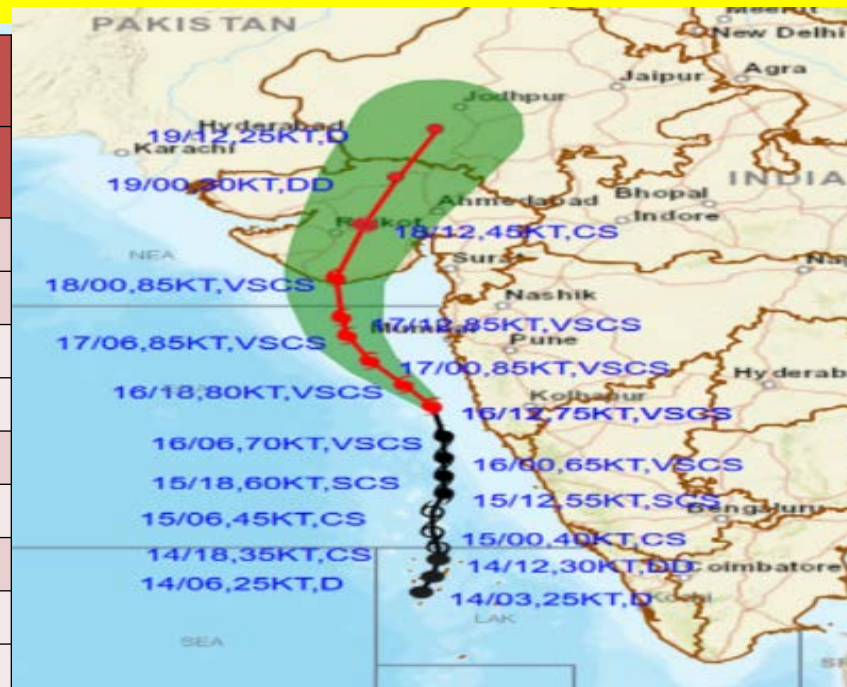 PAKISTAN
Meerut
New Delhi
Agra
Jaipur
Jodhpur
Hyderabad
19/12,25KT,D
Karachi
INDIA
19/00,30KT,DD
Bhopal
Ahmedabad
Indore
Rajkot
18/12,45KT,CS
NEA
Surat
18/00,85KT,VSCS
Nashik
17/12,85KT,VSCS
Mumbai
17/06,85KT,VSCS
Pune
17/00,85KT,VSCS
Hyderab
16/18,80KT,VSCS
Kolhapur
16/12,75KT,VSCS
16/06,70KT,VSCS
16/00,65KT,VSCS
15/18,60KT,SCS
15/12,55KT,SCS
Bengaluru
15/06,45KT,CS
15/00,40KT,CS
14/18,35KT,CS
14/12,30KT,DD
Coimbatore
14/06,25KT,D
14/03,25KT,D
Kochi
LAK
SEA